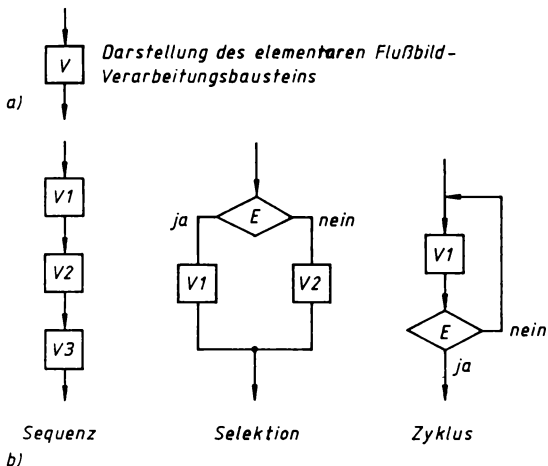 V
Darstellung des elementaren Flußbild-
Verarbeitungsbausteins
a)
V1
V2
V3
Sequenz
E
ja
nein
V1
V2
Selektion
V1
E
nein
ja
Zyklus
b)